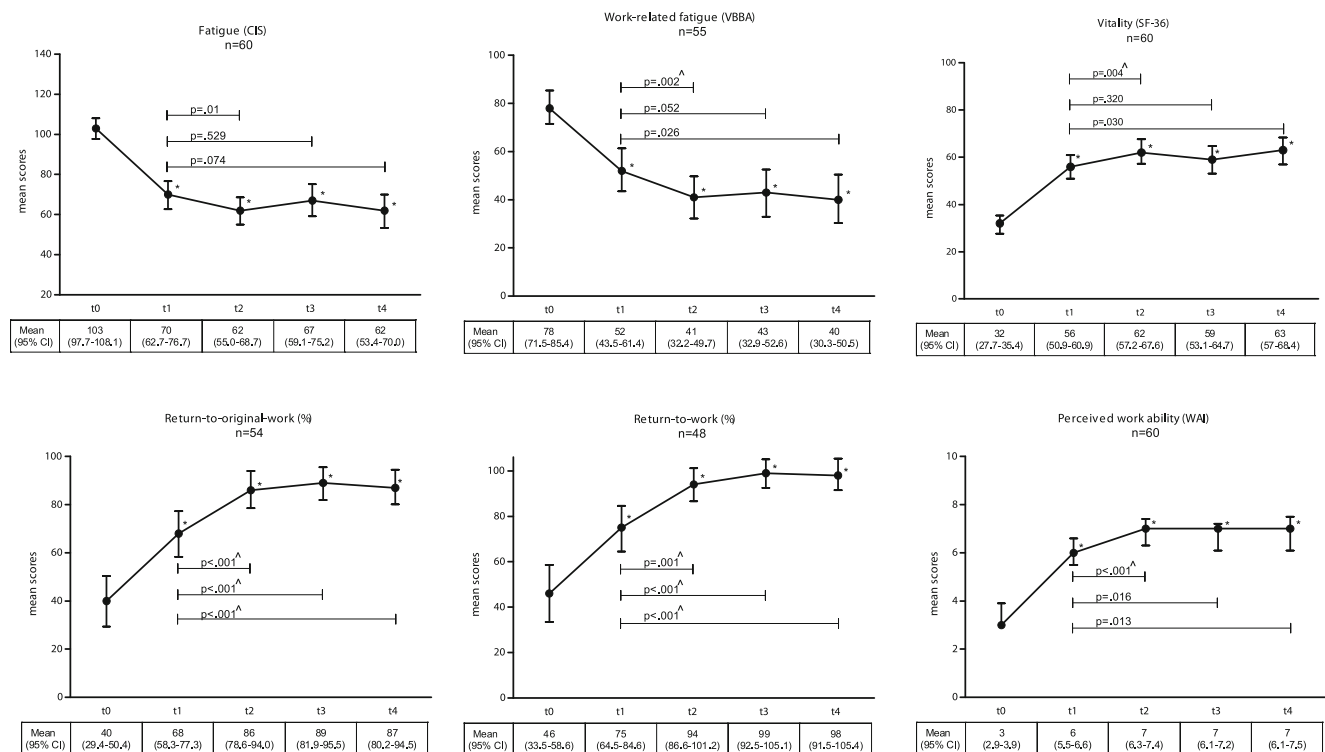 Fatigue (CIS)
n=60
140
120
100
80
60
40
20
mean scores
p=.01
p=.529
p=.074
*
*
*
*
t0 t1 t2 t3 t4
Mean 103 70 62 67 62
(95% CI) (97.7-108.1) (62.7-76.7) (55.0-68.7) (59.1-75.2) (53.4-70.0)
Work-related fatigue (VBBA)
n=55
100
80
60
40
20
0
mean scores
p=.002^
p=.052
p=.026
*
*
*
*
t0 t1 t2 t3 t4
Mean 78 52 41 43 40
(95% CI) (71.5-85.4) (43.5-61.4) (32.2-49.7) (32.9-52.6) (30.3-50.5)
Vitality (SF-36)
n=60
100
80
60
40
20
0
mean scores
p=.004^
p=.320
p=.030
*
*
*
*
t0 t1 t2 t3 t4
Mean 32 56 62 59 63
(95% CI) (27.7-35.4) (50.9-60.9) (57.2-67.6) (53.1-64.7) (57-68.4)
Return-to-original-work (%)
n=54
100
80
60
40
20
0
mean scores
*
*
*
*
p<.001^
p<.001^
p<.001^
t0 t1 t2 t3 t4
Mean 40 68 86 89 87
(95% CI) (29.4-50.4) (58.3-77.3) (78.6-94.0) (81.9-95.5) (80.2-94.5)
Return-to-work (%)
n=48
100
80
60
40
20
0
mean scores
*
*
*
*
p=.001^
p<.001^
p<.001^
t0 t1 t2 t3 t4
Mean 46 75 94 99 98
(95% CI) (33.5-58.6) (64.5-84.6) (86.6-101.2) (92.5-105.1) (91.5-105.4)
Perceived work ability (WAI)
n=60
10
8
6
4
2
0
mean scores
*
*
*
*
p<.001^
p=.016
p=.013
t0 t1 t2 t3 t4
Mean 3 6 7 7 7
(95% CI) (2.9-3.9) (5.5-6.6) (6.3-7.4) (6.1-7.2) (6.1-7.5)